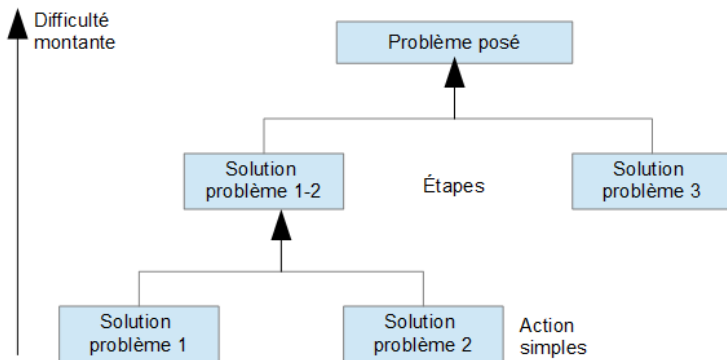 Difficulté
montante
Problème posé
Solution
problème 1-2
Étapes
Solution
problème 3
Solution
problème 1
Solution
problème 2
Action
simples